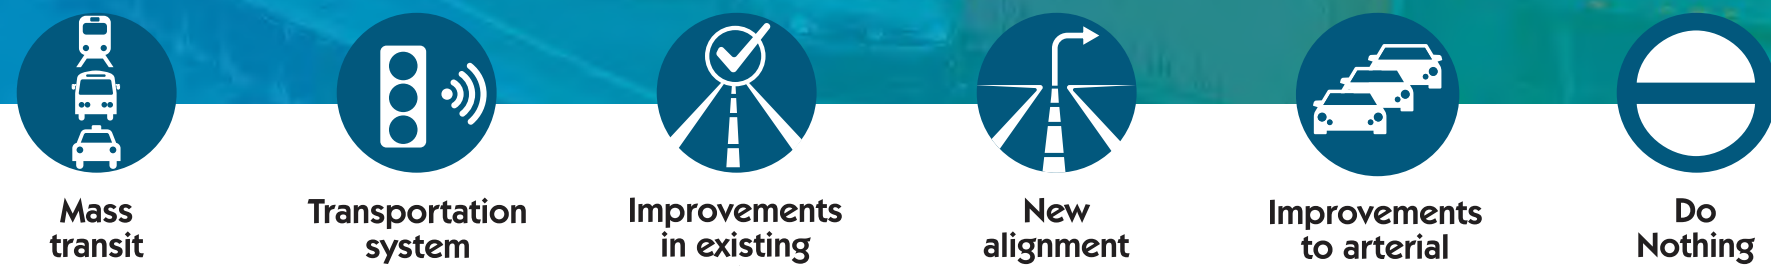 Mass
transit
Transportation
system
Improvements
in existing
New
alignment
Improvements
to arterial
Do
Nothing